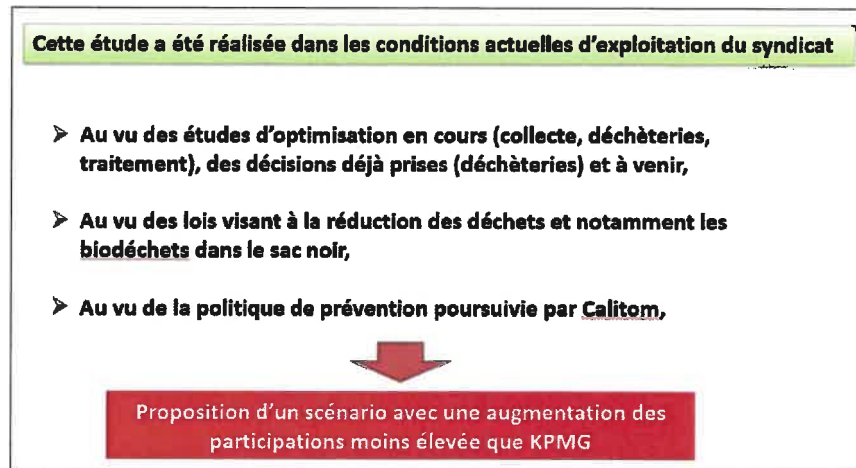 Cette étude a été réalisée dans les conditions actuelles d'exploitation du syndicat
➢ Au vu des études d'optimisation en cours (collecte, déchèteries,
traitement), des décisions déjà prises (déchèteries) et à venir,
➢ Au vu des lois visant à la réduction des déchets et notamment les
biodéchets dans le sac noir,
➢ Au vu de la politique de prévention poursuivie par Calitom,
Proposition d'un scénario avec une augmentation des
participations moins élevée que KPMG